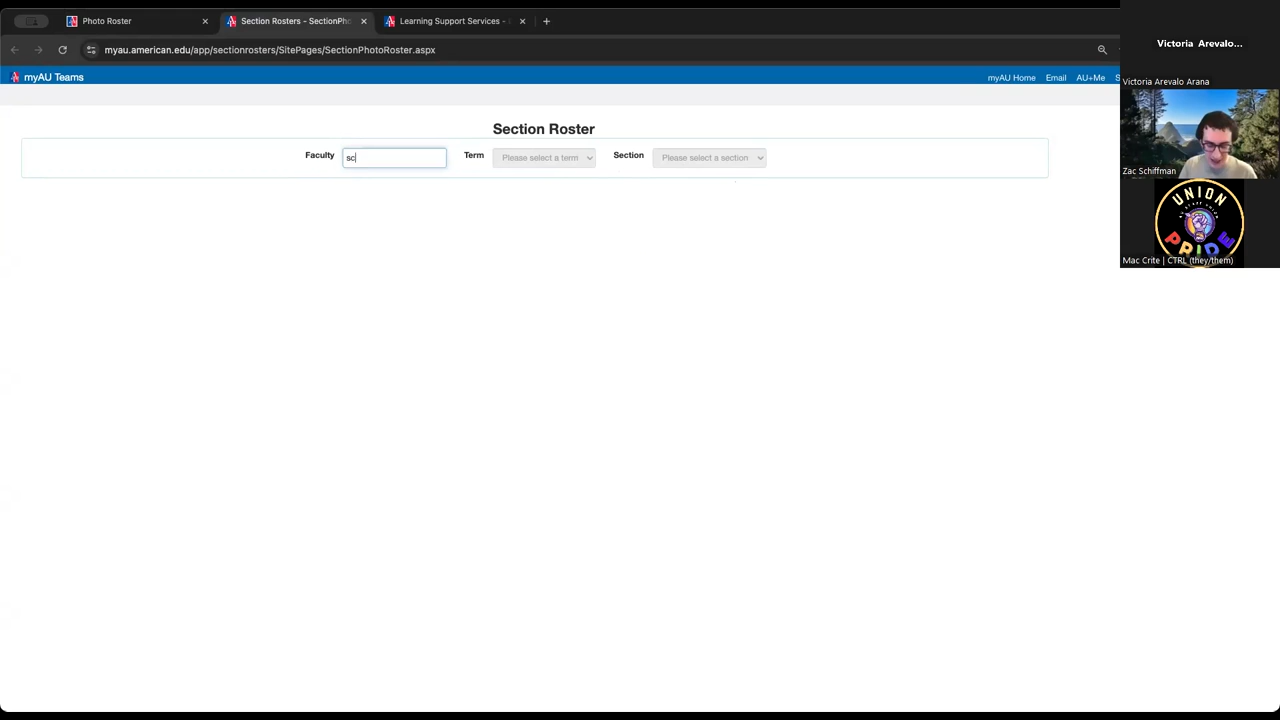 Photo Roster
Section Rosters - SectionPho
Learning Support Services -
myau.american.edu/app/sectionrosters/SitePages/SectionPhotoRoster.aspx
myAU Teams
myAU Home Email AU+Me S
Section Roster
Faculty sc Term Please select a term Section Please select a section
Victoria Arevalo...
Victoria Arevalo Arana
Zac Schiffman
UNION
PRIDE
Mac Crite | CTRL (they/them)